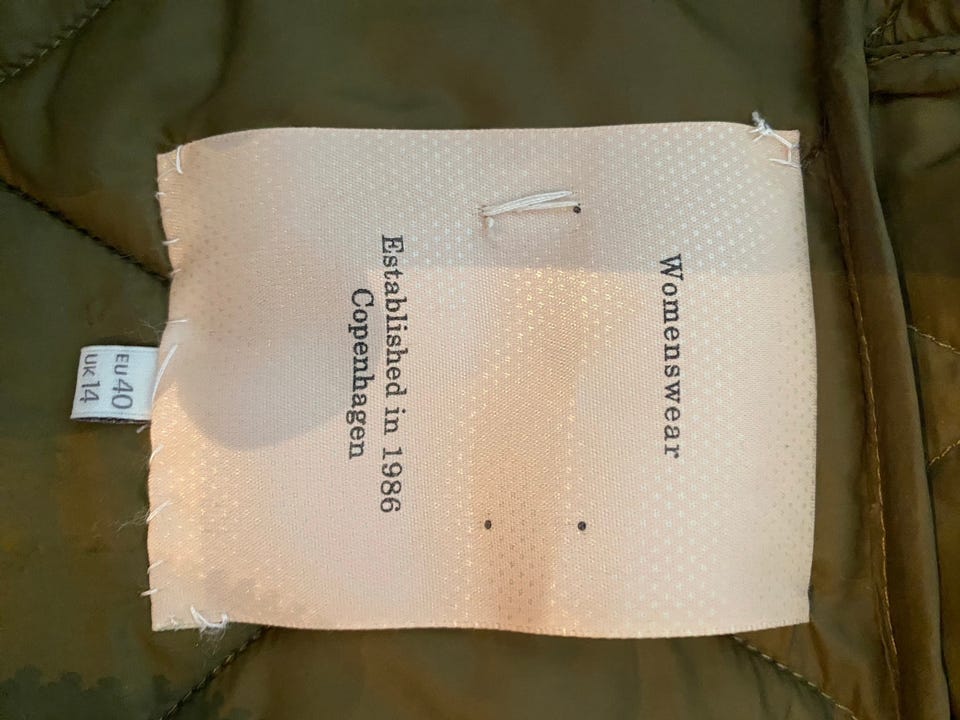 Womenswear
Established in 1986
Copenhagen
EU 40
UK 14